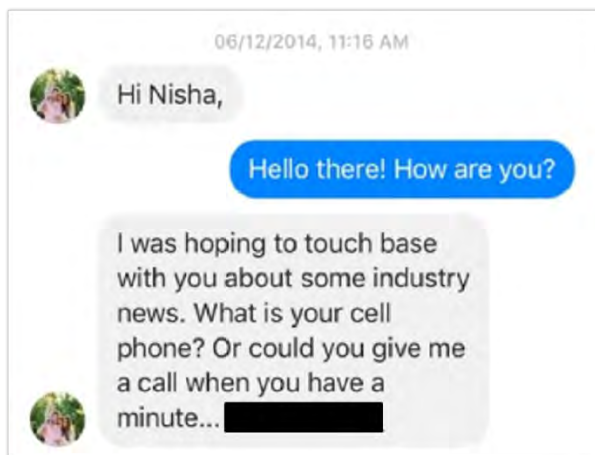 06/12/2014, 11:16 AM
Hi Nisha,
Hello there! How are you?
I was hoping to touch base
with you about some industry
news. What is your cell
phone? Or could you give me
a call when you have a
minute...